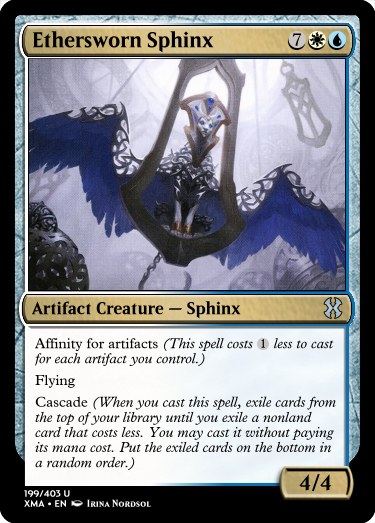 Ethersworn Sphinx 7
Artifact Creature — Sphinx
Affinity for artifacts (This spell costs 1 less to cast
for each artifact you control.)
Flying
Cascade (When you cast this spell, exile cards from
the top of your library until you exile a nonland
card that costs less. You may cast it without paying
its mana cost. Put the exiled cards on the bottom in
a random order.)
4/4
199/403 U
XMA • EN Irina Nordsol